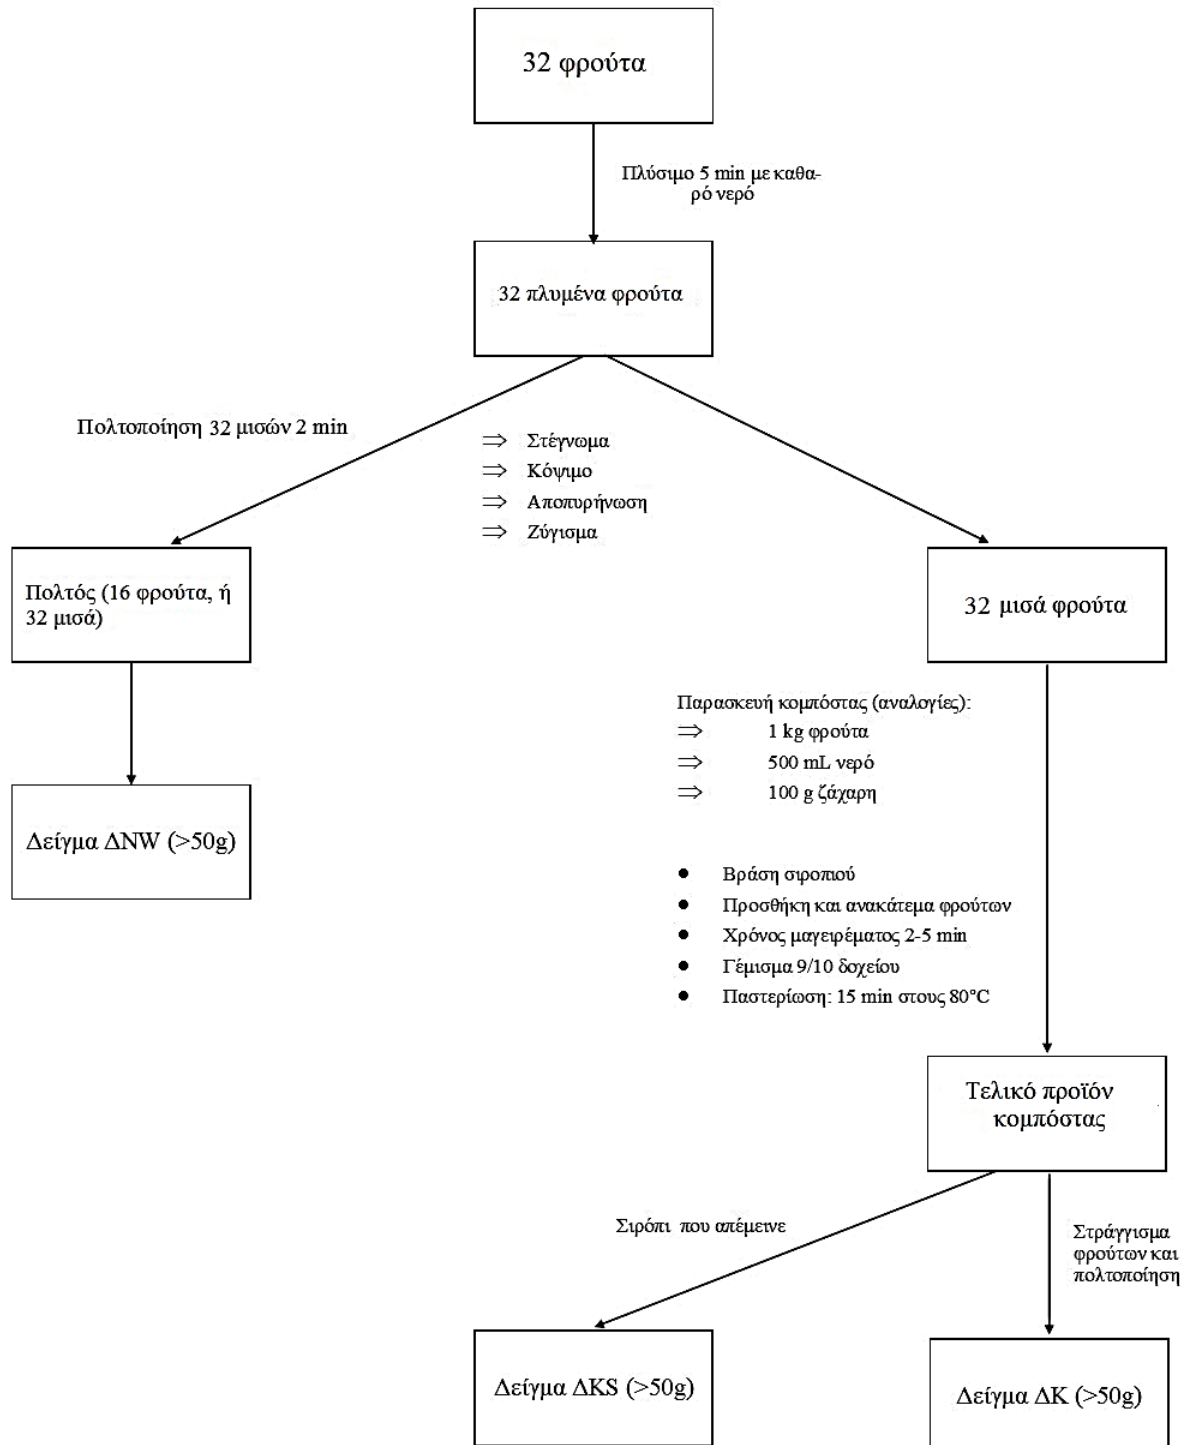 32 φρούτα
Πλύσιμο 5 min με καθα-
ρό νερό
32 πλυμένα φρούτα
Πολτοποίηση 32 μισών 2 min
⇒ Στέγνωμα
⇒ Κόψιμο
⇒ Αποπυρήνωση
⇒ Ζύγισμα
Πολτός (16 φρούτα, ή
32 μισά)
32 μισά φρούτα
Παρασκευή κομπόστας (αναλογίες):
⇒ 1 kg φρούτα
⇒ 500 mL νερό
⇒ 100 g ζάχαρη
Δείγμα ΔNW (>50g)
● Βράση σιροπιού
● Προσθήκη και ανακάτεμα φρούτων
● Χρόνος μαγειρέματος 2-5 min
● Γέμισμα 9/10 δοχείου
● Παστερίωση: 15 min στους 80°C
Τελικό προϊόν
κομπόστας
Σιρόπι που απέμεινε
Στράγγισμα
φρούτων και
πολτοποίηση
Δείγμα ΔKS (>50g)
Δείγμα ΔK (>50g)